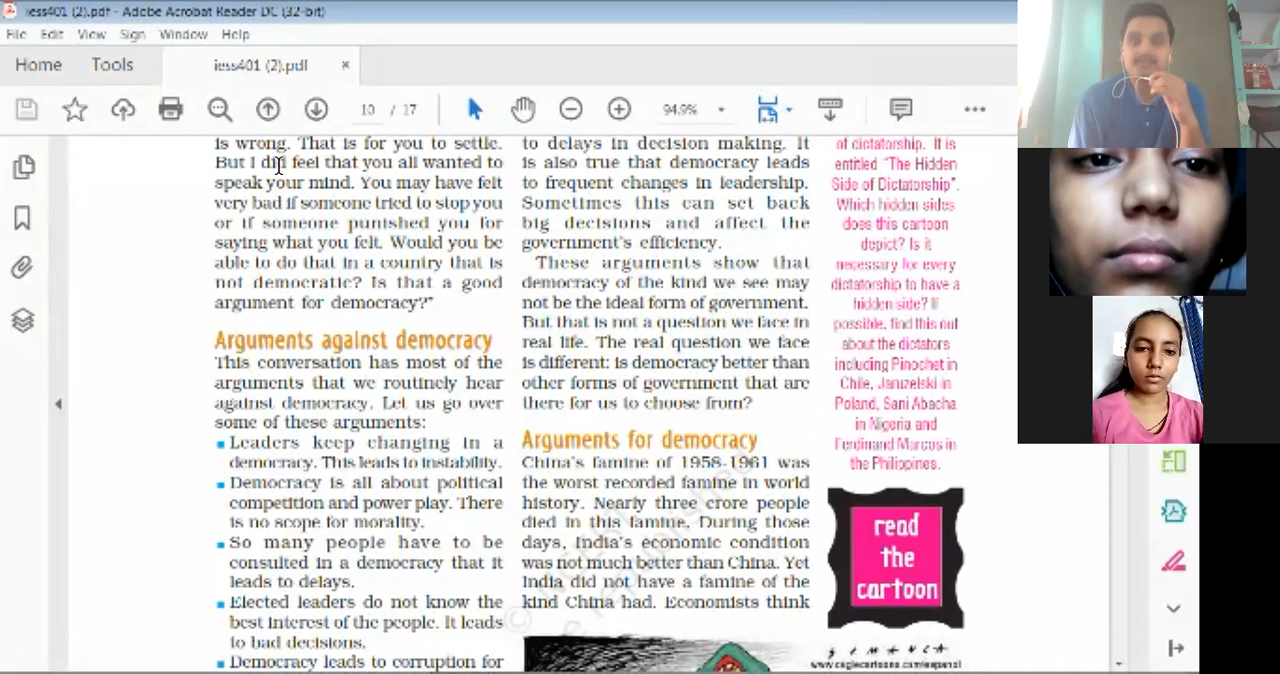 iess401 (2).pdf - Adobe Acrobat Reader DC (32-bit)
File Edit View Sign Window Help
Home Tools iess401 (2).pdf ×
10 / 17 94.9%
is wrong. That is for you to settle.
But I did feel that you all wanted to
speak your mind. You may have felt
very bad if someone tried to stop you
or if someone punished you for
saying what you felt. Would you be
able to do that in a country that is
not democratic? Is that a good
argument for democracy?"
Arguments against democracy
This conversation has most of the
arguments that we routinely hear
against democracy. Let us go over
some of these arguments:
Leaders keep changing in a
democracy. This leads to instability.
Democracy is all about political
competition and power play. There
is no scope for morality.
So many people have to be
consulted in a democracy that it
leads to delays.
Elected leaders do not know the
best interest of the people. It leads
to bad decisions.
Democracy leads to corruption for
to delays in decision making. It
is also true that democracy leads
to frequent changes in leadership.
Sometimes this can set back
big decisions and affect the
government's efficiency.
These arguments show that
democracy of the kind we see may
not be the ideal form of government.
But that is not a question we face in
real life. The real question we face
is different: is democracy better than
other forms of government that are
there for us to choose from?
Arguments for democracy
China's famine of 1958-1961 was
the worst recorded famine in world
history. Nearly three crore people
died in this famine. During those
days, India's economic condition
was not much better than China. Yet
India did not have a famine of the
kind China had. Economists think
of dictatorship. It is
entitled "The Hidden
Side of Dictatorship".
Which hidden sides
does this cartoon
depict? Is it
necessary for every
dictatorship to have a
hidden side? If
possible, find this out
about the dictators
including Pinochet in
Chile, Jaruzelski in
Poland, Sani Abacha
in Nigeria and
Ferdinand Marcos in
the Philippines.
read
the
cartoon
www.caglecartoons.com/espanol